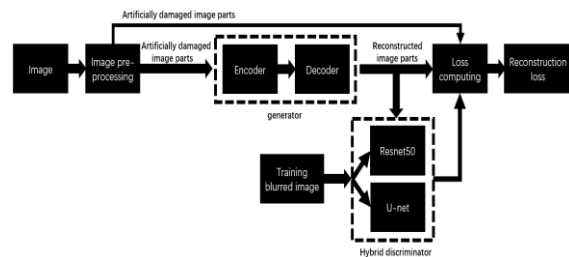 Artificially damaged image parts
Artificially damaged
image parts
Reconstructed
image parts
Image
Image pre-
processing
Encoder
Decoder
Loss
computing
Reconstruction
loss
generator
Resnet50
Training
blurred image
U-net
Hybrid discriminator